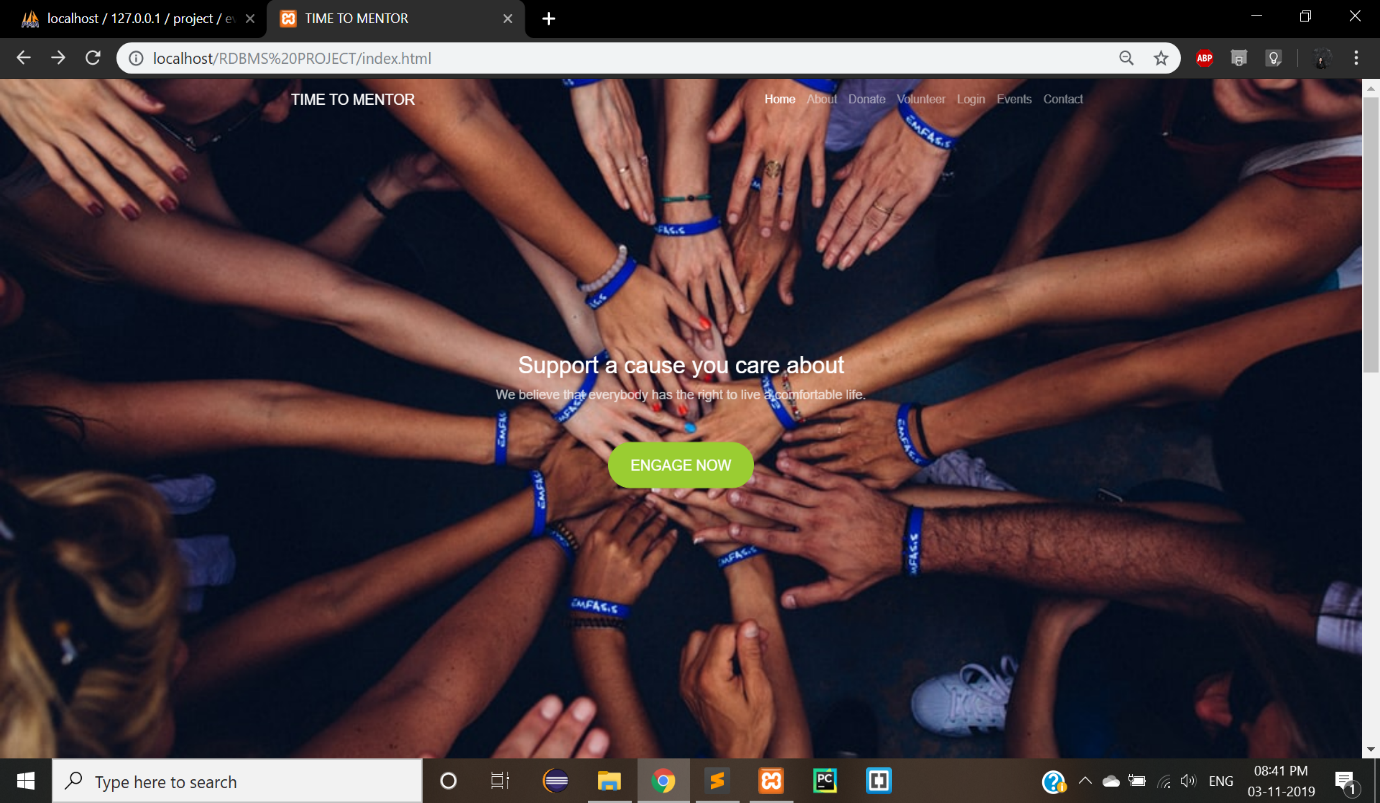 localhost / 127.0.0.1 / project / ev
TIME TO MENTOR
localhost/RDBMS%20PROJECT/index.html
ABP
TIME TO MENTOR
Home About Donate Volunteer Login Events Contact
EMFASIS
Support a cause you care about
We believe that everybody has the right to live a comfortable life.
ENGAGE NOW
EMFASIS
Type here to search
PC
ENG
08:41 PM
03-11-2019
1